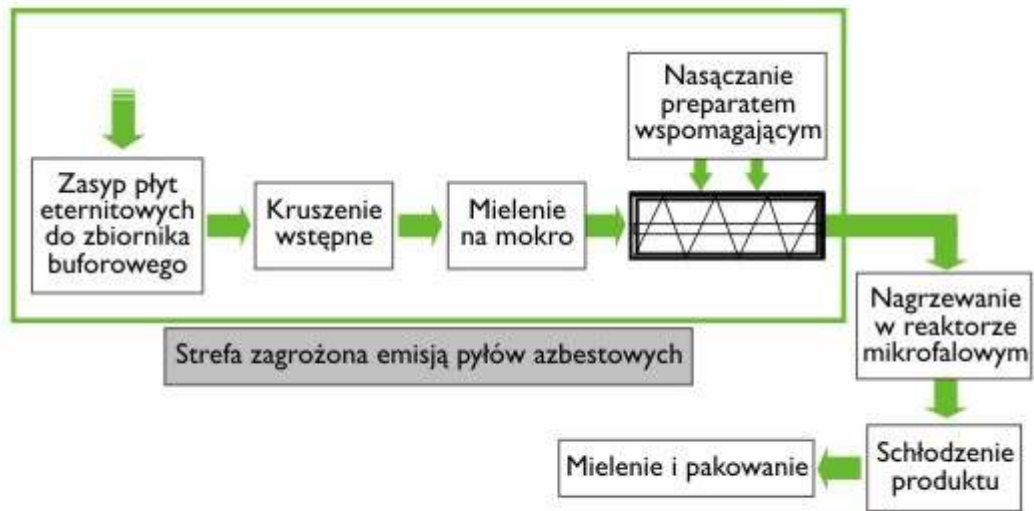 Zasyp płyt
eternitowych
do zbiornika
buforowego
Kruszenie
wstępne
Mielenie
na mokro
Nasączanie
preparatem
wspomagającym
Strefa zagrożona emisją pyłów azbestowych
Nagrzewanie
w reaktorze
mikrofalowym
Schłodzenie
produktu
Mielenie i pakowanie